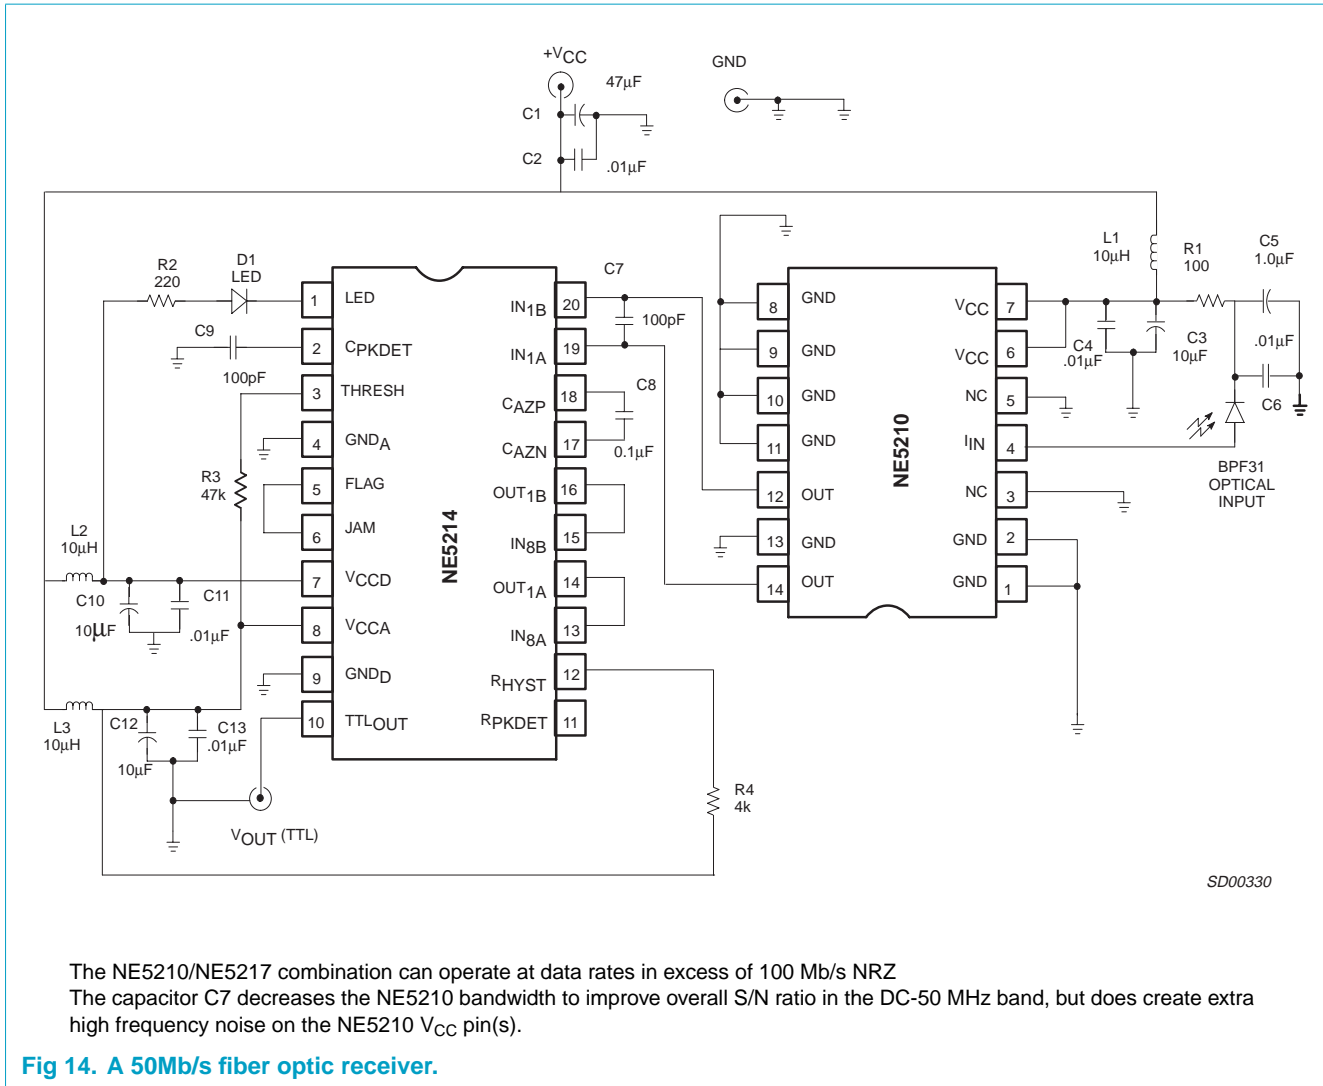 +VCC
GND
47µF
C1
C2
.01µF
L1
10µH
R1
100
C5
1.0µF
R2
220
D1
LED
C9
100pF
1
LED
2
CPKDET
3
THRESH
4
GNDA
5
FLAG
6
JAM
7
VCCD
8
VCCA
9
GNDD
10
TTLOUT
NE5214
IN1B
20
IN1A
19
CAZP
18
CAZN
17
OUT1B
16
IN8B
15
OUT1A
14
IN8A
13
RHYST
12
RPKDET
11
C7
100pF
C8
0.1µF
8
GND
9
GND
10
GND
11
GND
12
OUT
13
GND
14
OUT
NE5210
VCC
7
VCC
6
NC
5
IIN
4
NC
3
GND
2
GND
1
C4
.01µF
C3
10µF
.01µF
C6
BPF31
OPTICAL
INPUT
R3
47k
L2
10µH
C10
10µF
C11
.01µF
L3
10µH
C12
10µF
C13
.01µF
VOUT (TTL)
R4
4k
SD00330
The NE5210/NE5217 combination can operate at data rates in excess of 100 Mb/s NRZ
The capacitor C7 decreases the NE5210 bandwidth to improve overall S/N ratio in the DC-50 MHz band, but does create extra
high frequency noise on the NE5210 VCC pin(s).
Fig 14. A 50Mb/s fiber optic receiver.